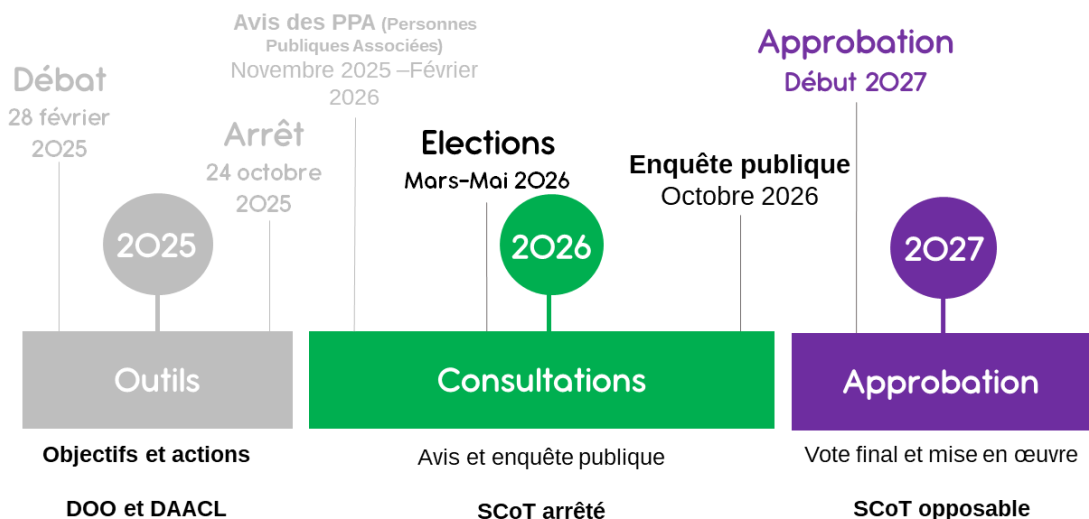 Débat
28 février
2025
Arrêt
24 octobre
2025
Avis des PPA (Personnes
Publiques Associées)
Novembre 2025 –Février
2026
Elections
Mars-Mai 2026
Enquête publique
Octobre 2026
Approbation
Début 2027
2025
2026
2027
Outils
Consultations
Approbation
Objectifs et actions
DOO et DAACL
Avis et enquête publique
SCoT arrêté
Vote final et mise en œuvre
SCoT opposable